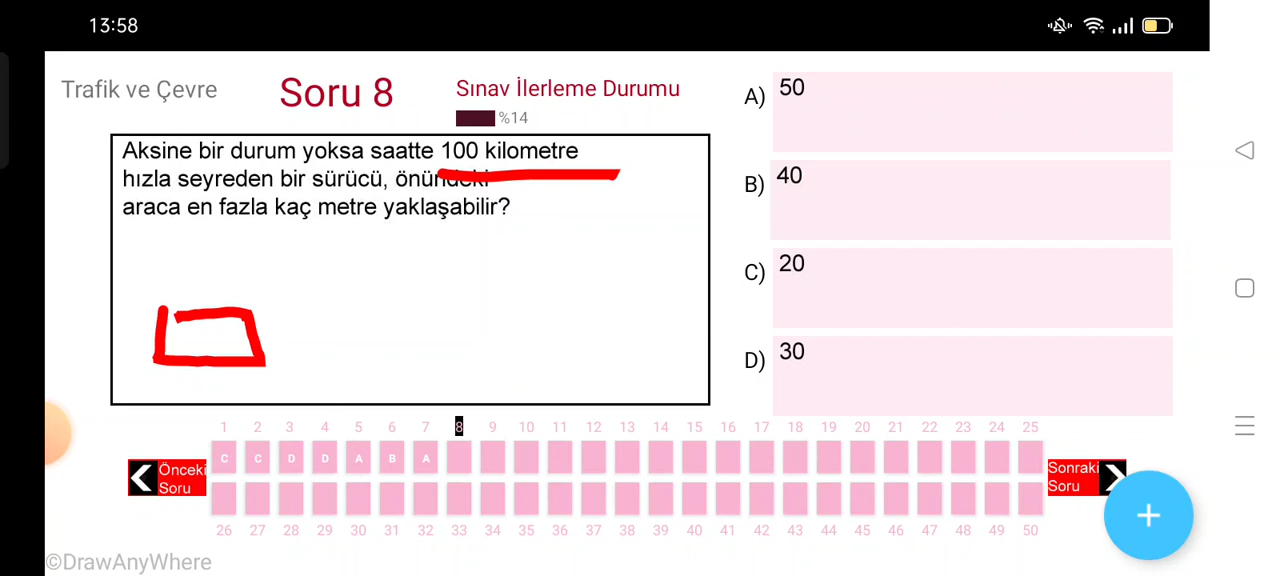 13:58
Trafik ve Çevre
Soru 8
Sınav İlerleme Durumu
%14
Aksine bir durum yoksa saatte 100 kilometre
hızla seyreden bir sürücü, önündeki
araca en fazla kaç metre yaklaşabilir?
A) 50
B) 40
C) 20
D) 30
1 2 3 4 5 6 7 8 9 10 11 12 13 14 15 16 17 18 19 20 21 22 23 24 25
C C D D A B A
Önceki
Soru
Sonraki
Soru
26 27 28 29 30 31 32 33 34 35 36 37 38 39 40 41 42 43 44 45 46 47 48 49 50
©DrawAnyWhere